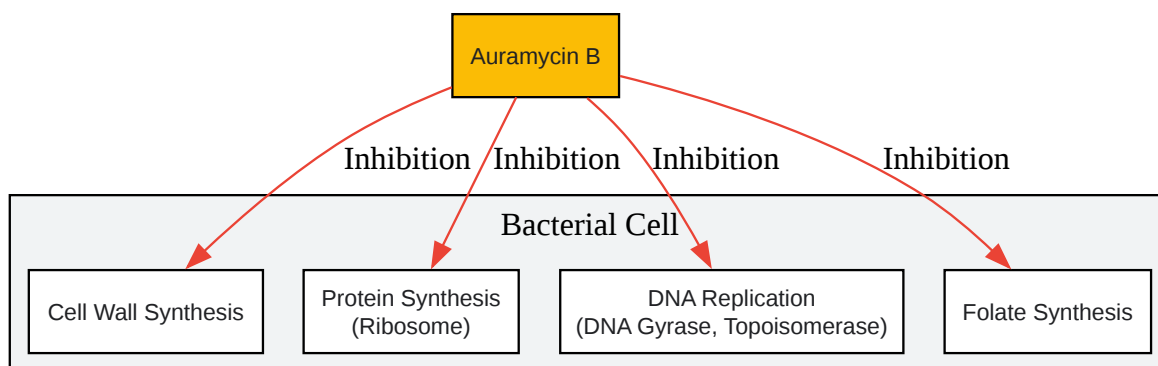 Auramycin B
Inhibition
Inhibition
Inhibition
Inhibition
Bacterial Cell
Cell Wall Synthesis
Protein Synthesis
(Ribosome)
DNA Replication
(DNA Gyrase, Topoisomerase)
Folate Synthesis